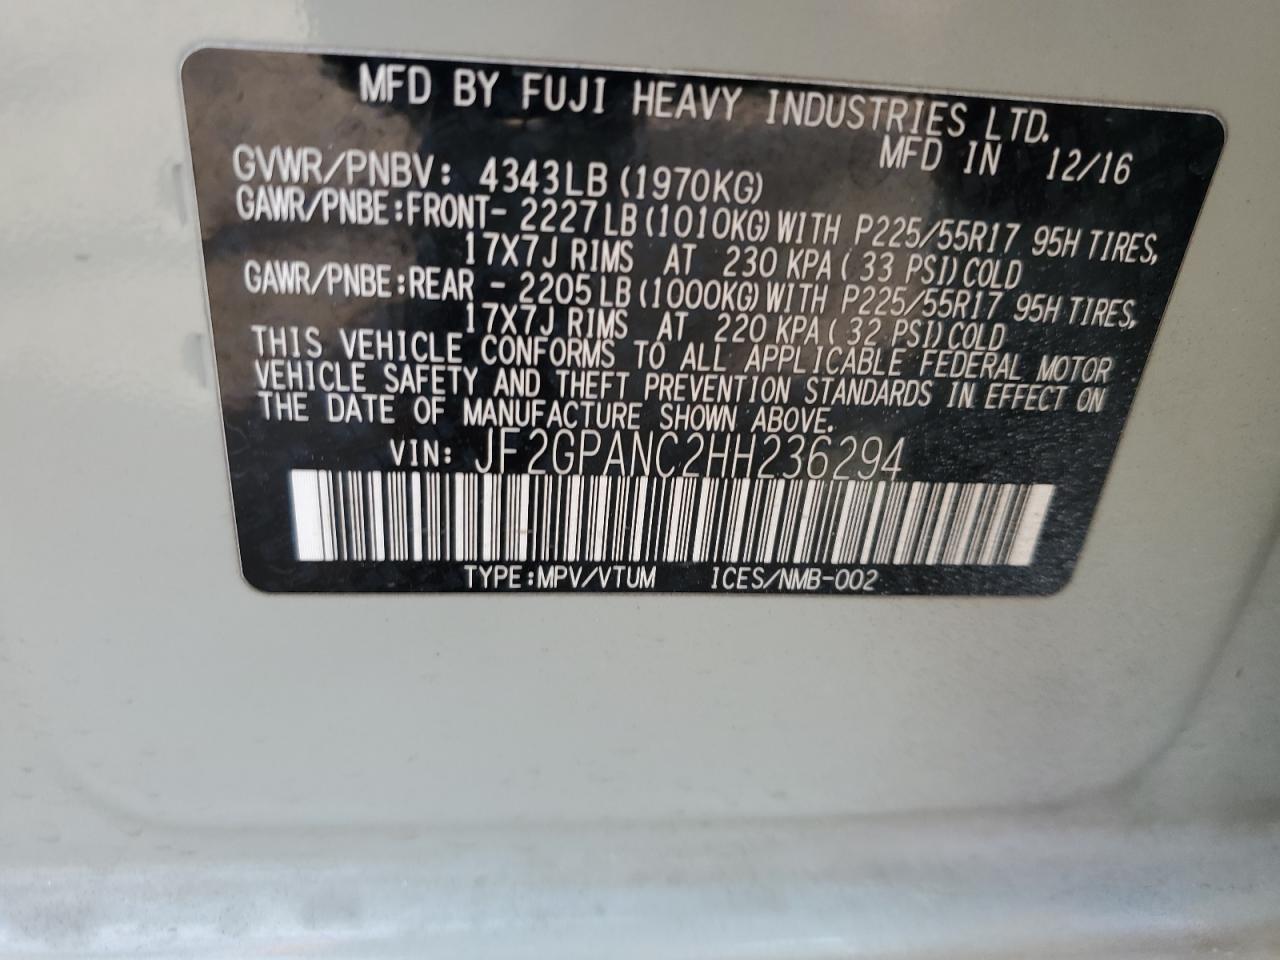 MFD BY FUJI HEAVY INDUSTRIES LTD.
MFD IN 12/16
GVWR/PNBV: 4343LB (1970KG)
GAWR/PNBE:FRONT- 2227LB (1010KG) WITH P225/55R17 95H TIRES,
17X7J RIMS AT 230 KPA ( 33 PSI) COLD
GAWR/PNBE:REAR - 2205LB (1000KG) WITH P225/55R17 95H TIRES,
17X7J RIMS AT 220 KPA ( 32 PSI) COLD
THIS VEHICLE CONFORMS TO ALL APPLICABLE FEDERAL MOTOR
VEHICLE SAFETY AND THEFT PREVENTION STANDARDS IN EFFECT ON
THE DATE OF MANUFACTURE SHOWN ABOVE.
VIN: JF2GPANC2HH236294
TYPE:MPV/VTUM ICES/NMB-002